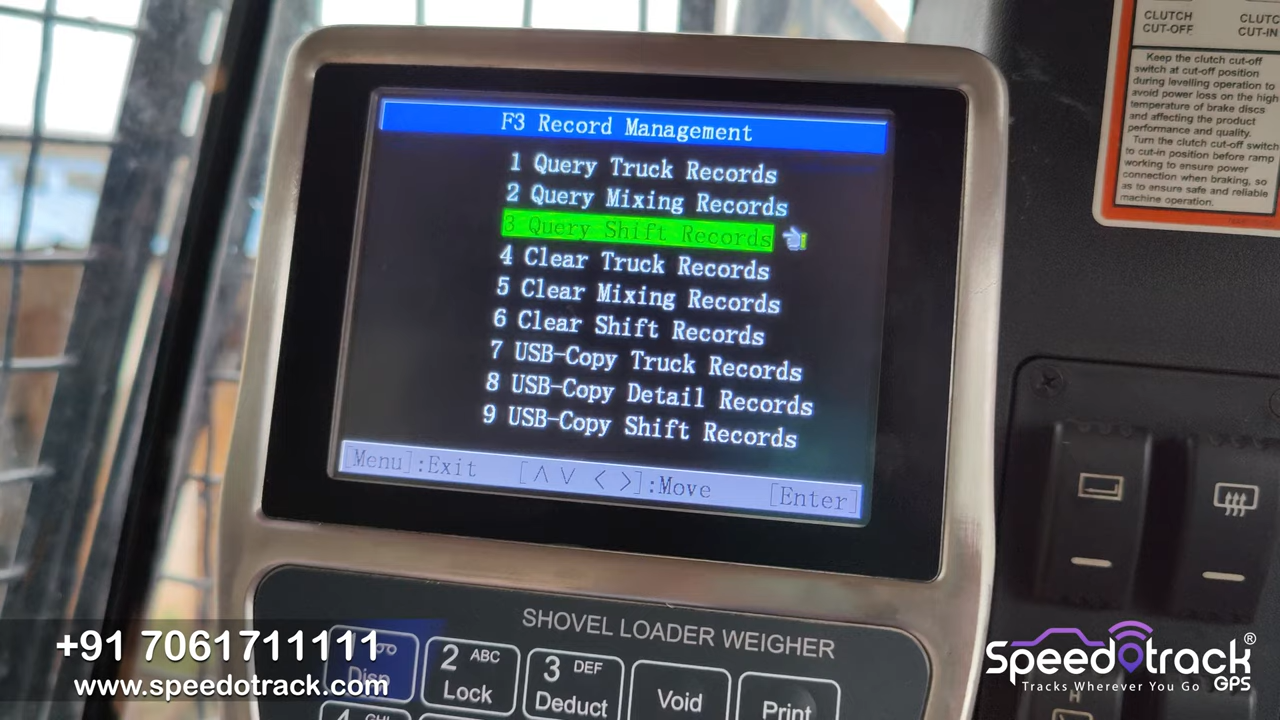 CLUTCH CUT-OFF
CLUTC
CUT-IN
Keep the clutch cut-off
switch at cut-off position
during levelling operation to
avoid power loss on the high
temperature of brake discs
and affecting the product
performance and quality.
Turn the clutch cut-off switch
to cut-in position before ramp
working to ensure power
connection when braking, so
as to ensure safe and reliable
machine operation.
F3 Record Management
1 Query Truck Records
2 Query Mixing Records
3 Query Shift Records
4 Clear Truck Records
5 Clear Mixing Records
6 Clear Shift Records
7 USB-Copy Truck Records
8 USB-Copy Detail Records
9 USB-Copy Shift Records
Menu]:Exit [∧∨<>]:Move [Enter]
SHOVEL LOADER WEIGHER
Disp
2 ABC
Lock
3 DEF
Deduct
Void
Print
4 GHI
H
+91 7061711111
www.speedotrack.com
Speedotrack®
GPS
Tracks Wherever You Go